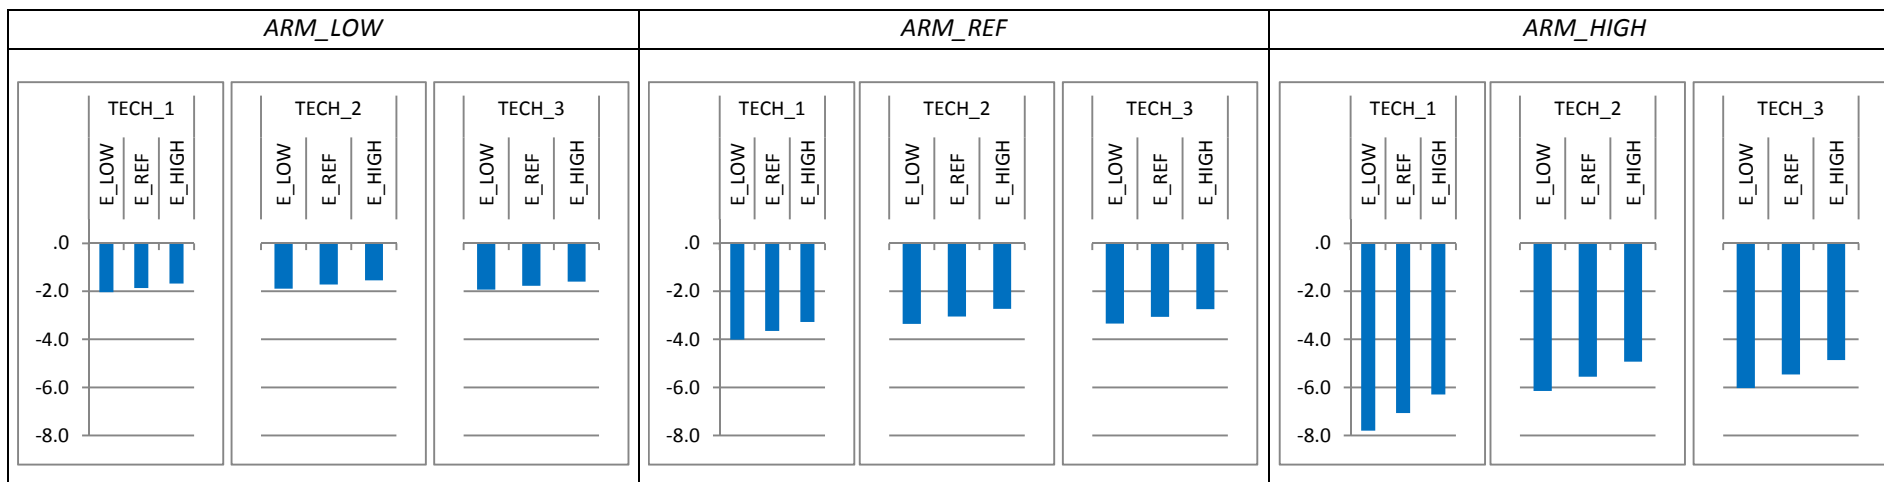 ARM_LOW ARM_REF ARM_HIGH
TECH_1 TECH_2 TECH_3 TECH_1 TECH_2 TECH_3 TECH_1 TECH_2 TECH_3
E_LOW E_REF E_HIGH E_LOW E_REF E_HIGH E_LOW E_REF E_HIGH E_LOW E_REF E_HIGH E_LOW E_REF E_HIGH E_LOW E_REF E_HIGH E_LOW E_REF E_HIGH E_LOW E_REF E_HIGH E_LOW E_REF E_HIGH
.0 .0 .0
-2.0 -2.0 -2.0
-4.0 -4.0 -4.0
-6.0 -6.0 -6.0
-8.0 -8.0 -8.0